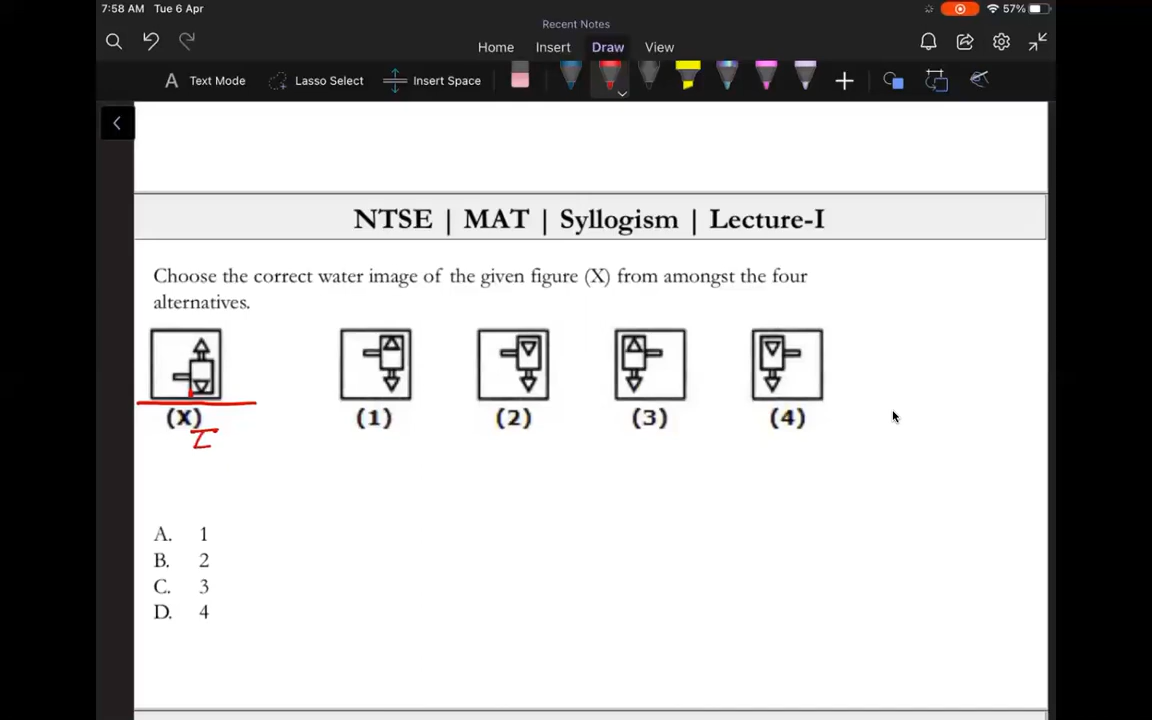 7:58 AM Tue 6 Apr
57%
Recent Notes
Home Insert Draw View
Text Mode Lasso Select Insert Space
NTSE | MAT | Syllogism | Lecture-I
Choose the correct water image of the given figure (X) from amongst the four
alternatives.
(X) (1) (2) (3) (4)
I
A. 1
B. 2
C. 3
D. 4